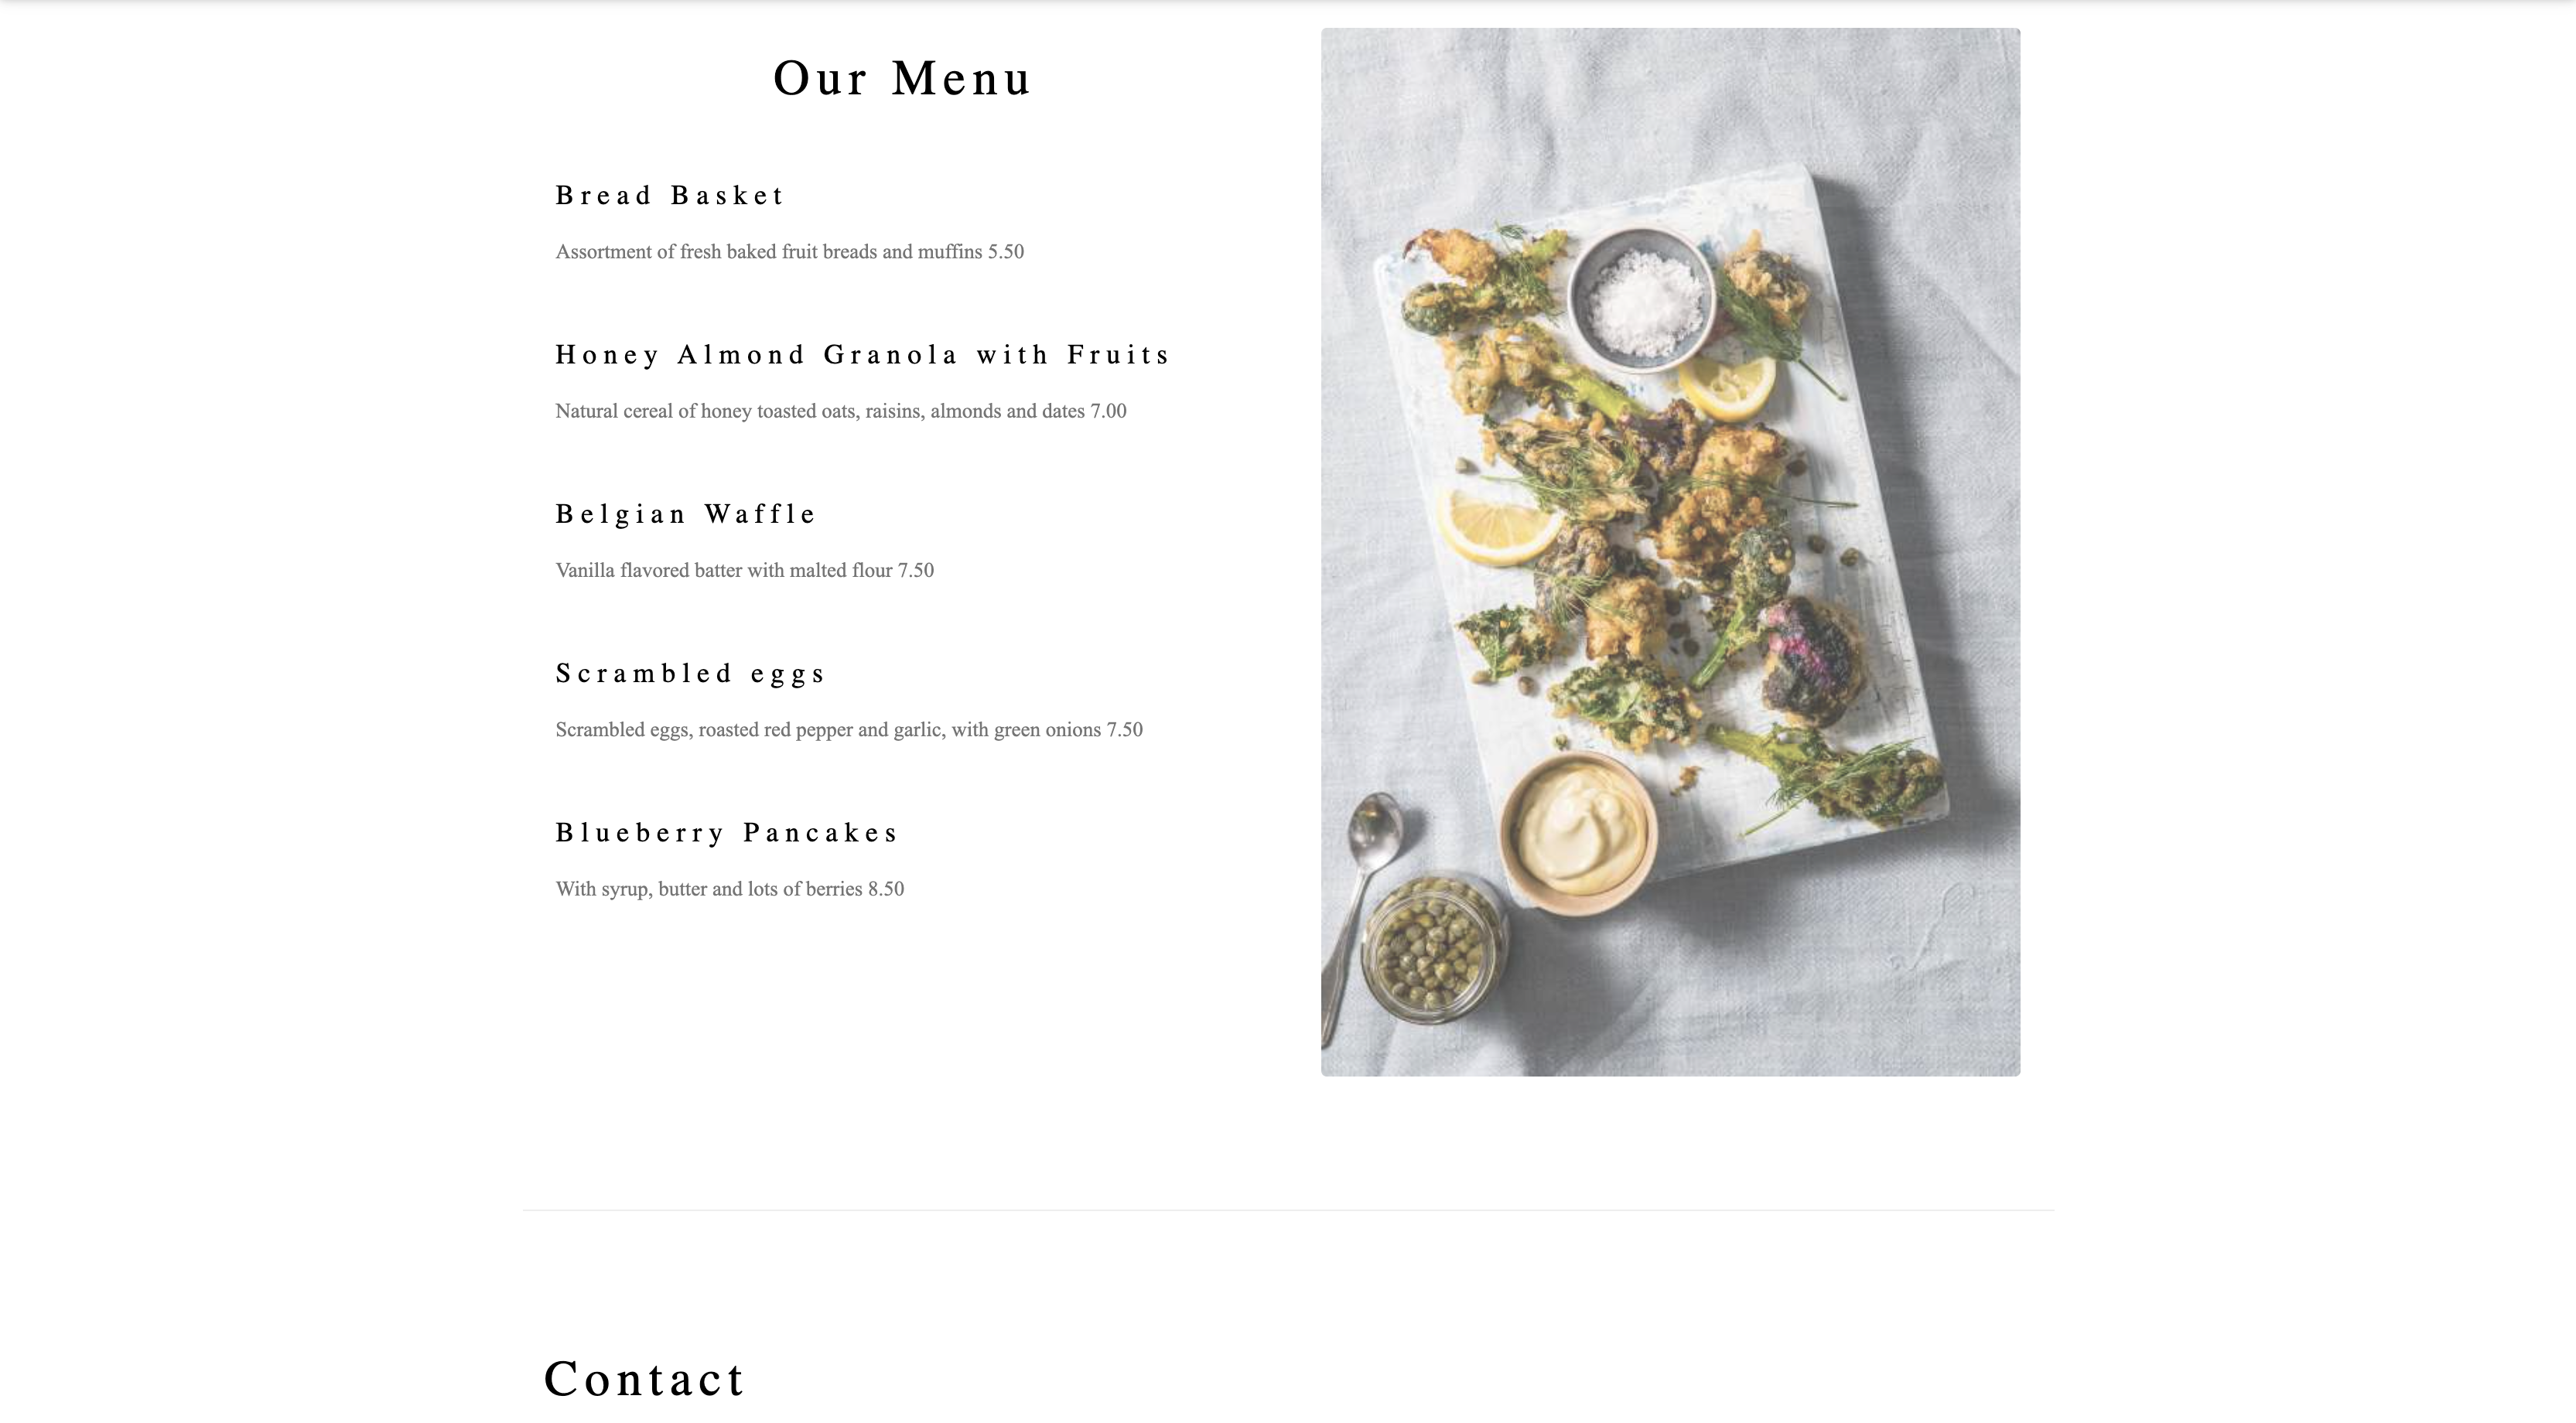 Our Menu
Bread Basket
Assortment of fresh baked fruit breads and muffins 5.50
Honey Almond Granola with Fruits
Natural cereal of honey toasted oats, raisins, almonds and dates 7.00
Belgian Waffle
Vanilla flavored batter with malted flour 7.50
Scrambled eggs
Scrambled eggs, roasted red pepper and garlic, with green onions 7.50
Blueberry Pancakes
With syrup, butter and lots of berries 8.50
Contact